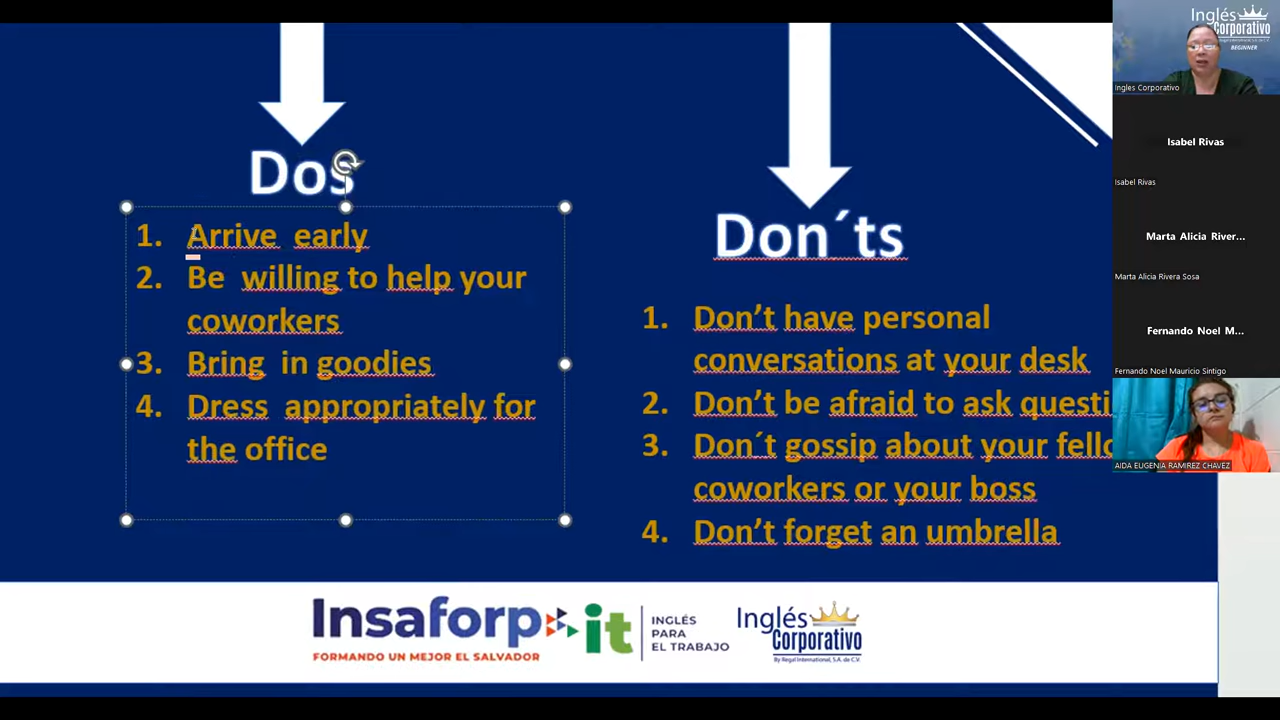 Dos
1. Arrive early
2. Be willing to help your
coworkers
3. Bring in goodies
4. Dress appropriately for
the office
Don´ts
1. Don’t have personal
conversations at your desk
2. Don’t be afraid to ask questi
3. Don´t gossip about your fello
coworkers or your boss
4. Don’t forget an umbrella
Insaforp
FORMANDO UN MEJOR EL SALVADOR
it
INGLÉS
PARA
EL TRABAJO
Inglés
Corporativo
By Regal International, S.A. de C.V.
Inglés
Corporativo
BEGINNER
Ingles Corporativo
Isabel Rivas
Isabel Rivas
Marta Alicia River...
Marta Alicia Rivera Sosa
Fernando Noel M...
Fernando Noel Mauricio Sintigo
AIDA EUGENIA RAMIREZ CHAVEZ